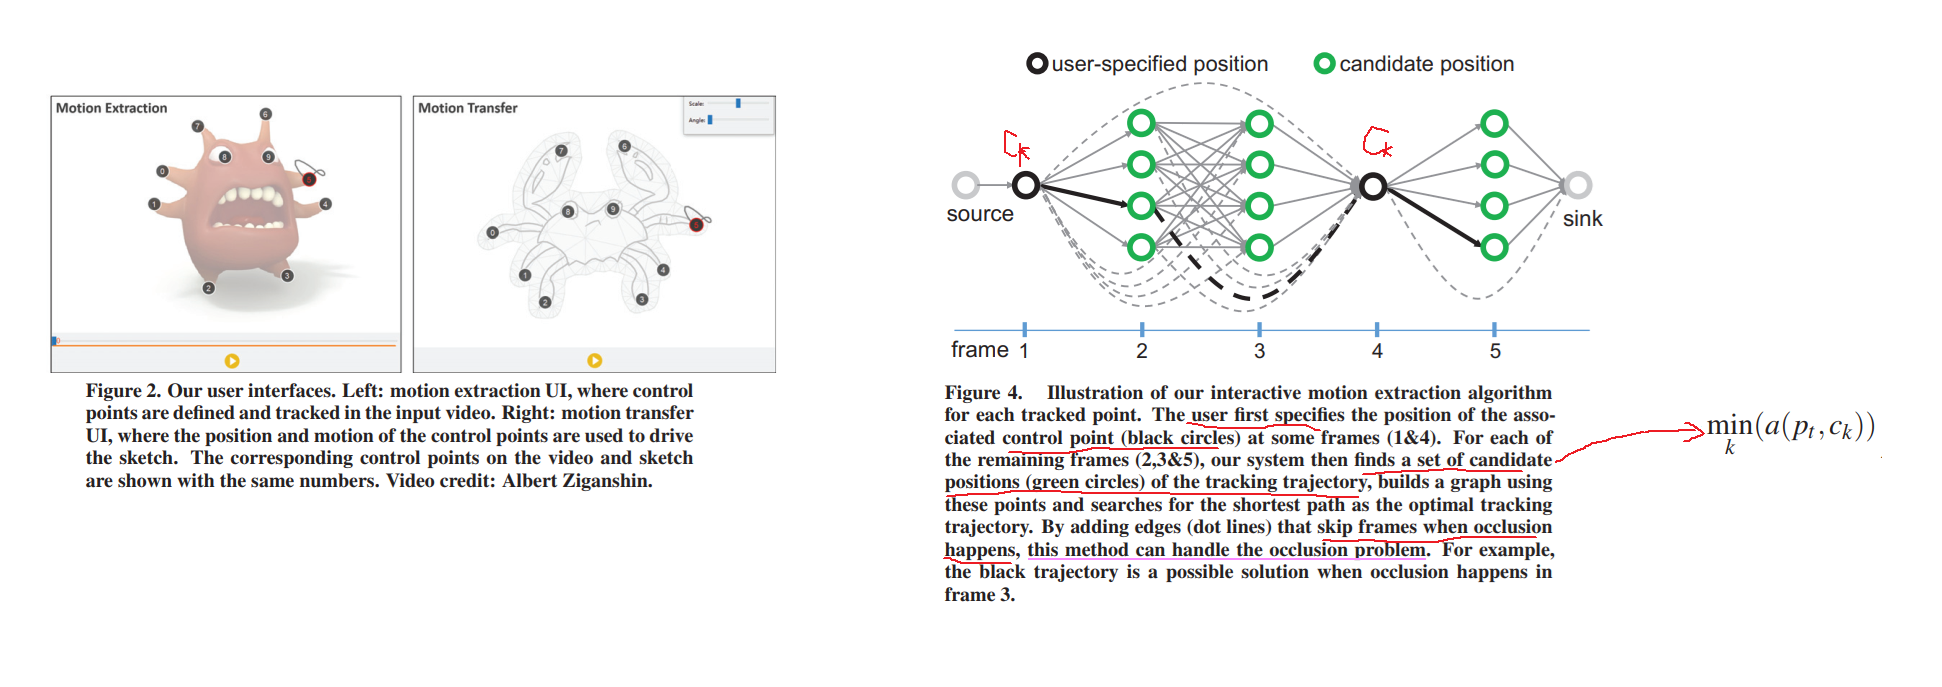 Motion Extraction
7
6
8
9
0
1
4
2
3
Motion Transfer
Scale:
Angle:
7
6
8
9
0
1
4
2
3
Figure 2. Our user interfaces. Left: motion extraction UI, where control
points are defined and tracked in the input video. Right: motion transfer
UI, where the position and motion of the control points are used to drive
the sketch. The corresponding control points on the video and sketch
are shown with the same numbers. Video credit: Albert Ziganshin.
user-specified position
candidate position
Ck
Ck
source
sink
frame 1 2 3 4 5
Figure 4. Illustration of our interactive motion extraction algorithm
for each tracked point. The user first specifies the position of the asso-
ciated control point (black circles) at some frames (1&4). For each of
the remaining frames (2,3&5), our system then finds a set of candidate
positions (green circles) of the tracking trajectory, builds a graph using
these points and searches for the shortest path as the optimal tracking
trajectory. By adding edges (dot lines) that skip frames when occlusion
happens, this method can handle the occlusion problem. For example,
the black trajectory is a possible solution when occlusion happens in
frame 3.
min(a(pt, ck))
k